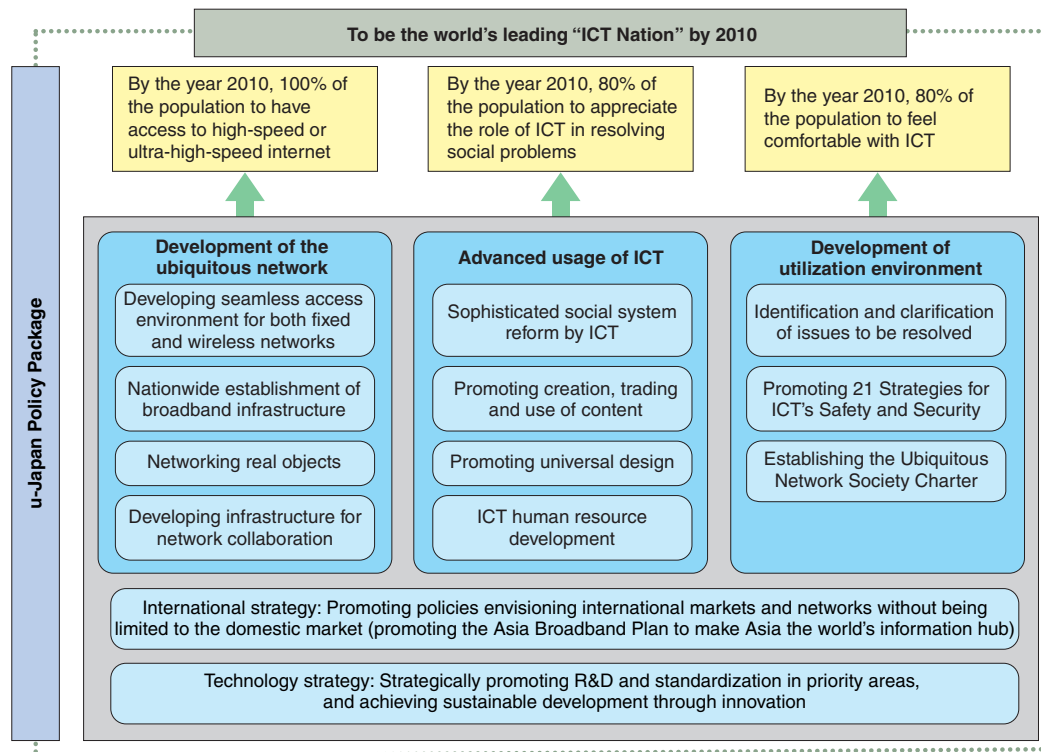 To be the world's leading “ICT Nation” by 2010
u-Japan Policy Package
By the year 2010, 100% of
the population to have
access to high-speed or
ultra-high-speed internet
By the year 2010, 80% of
the population to appreciate
the role of ICT in resolving
social problems
By the year 2010, 80% of
the population to feel
comfortable with ICT
Development of the
ubiquitous network
Developing seamless access
environment for both fixed
and wireless networks
Nationwide establishment of
broadband infrastructure
Networking real objects
Developing infrastructure for
network collaboration
Advanced usage of ICT
Sophisticated social system
reform by ICT
Promoting creation, trading
and use of content
Promoting universal design
ICT human resource
development
Development of
utilization environment
Identification and clarification
of issues to be resolved
Promoting 21 Strategies for
ICT's Safety and Security
Establishing the Ubiquitous
Network Society Charter
International strategy: Promoting policies envisioning international markets and networks without being
limited to the domestic market (promoting the Asia Broadband Plan to make Asia the world's information hub)
Technology strategy: Strategically promoting R&D and standardization in priority areas,
and achieving sustainable development through innovation